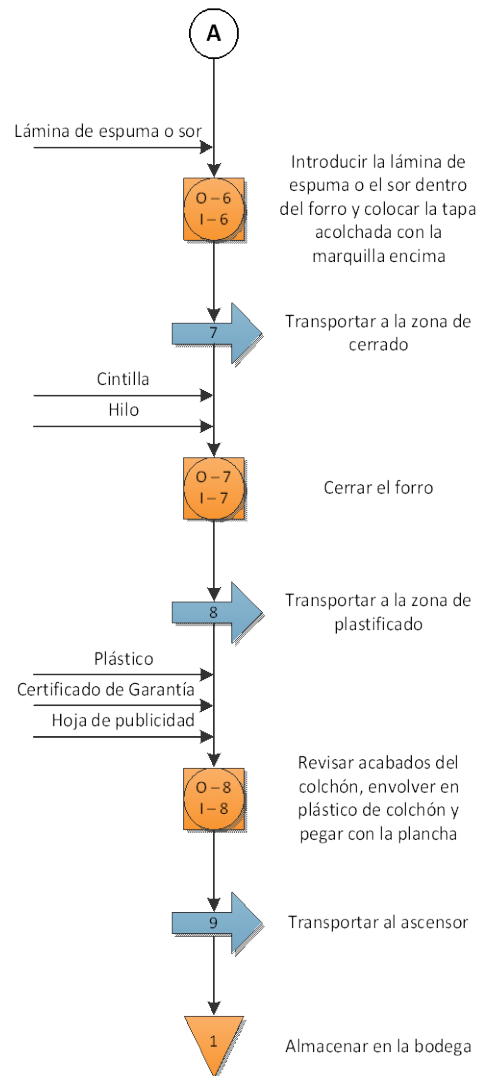 A
Lámina de espuma o sor
O – 6
I – 6
Introducir la lámina de
espuma o el sor dentro
del forro y colocar la tapa
acolchada con la
marquilla encima
7
Transportar a la zona de
cerrado
Cintilla
Hilo
O – 7
I – 7
Cerrar el forro
8
Transportar a la zona de
plastificado
Plástico
Certificado de Garantía
Hoja de publicidad
O – 8
I – 8
Revisar acabados del
colchón, envolver en
plástico de colchón y
pegar con la plancha
9
Transportar al ascensor
1
Almacenar en la bodega